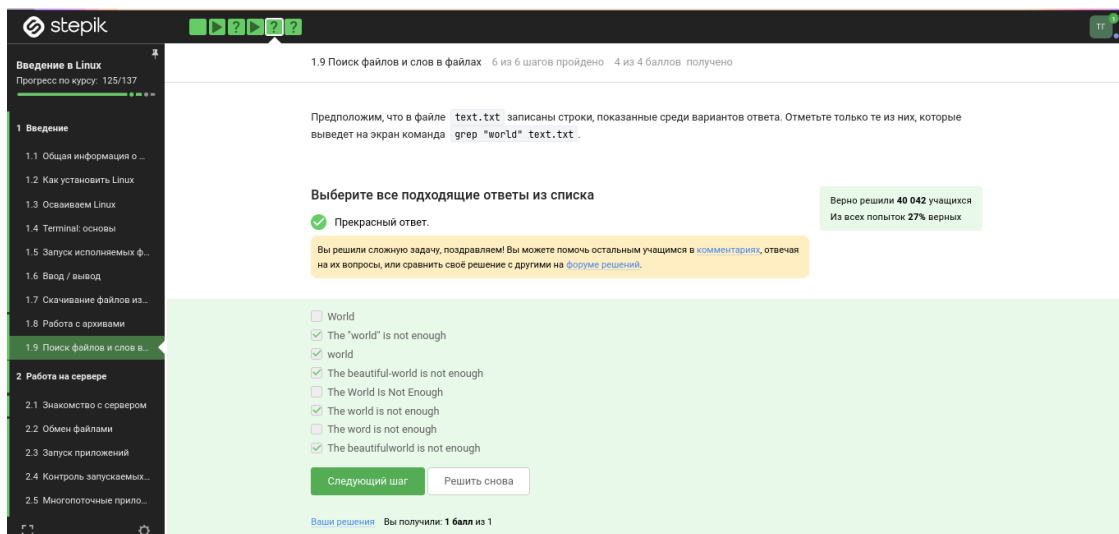 stepik
ТГ
1
Введение в Linux
Прогресс по курсу: 125/137
1 Введение
1.1 Общая информация о ...
1.2 Как установить Linux
1.3 Осваиваем Linux
1.4 Terminal: основы
1.5 Запуск исполняемых ф...
1.6 Ввод / вывод
1.7 Скачивание файлов из...
1.8 Работа с архивами
1.9 Поиск файлов и слов в...
2 Работа на сервере
2.1 Знакомство с сервером
2.2 Обмен файлами
2.3 Запуск приложений
2.4 Контроль запускаемых...
2.5 Многопоточные прило...
1.9 Поиск файлов и слов в файлах 6 из 6 шагов пройдено 4 из 4 баллов получено
Предположим, что в файле text.txt записаны строки, показанные среди вариантов ответа. Отметьте только те из них, которые
выведет на экран команда grep "world" text.txt.
Выберите все подходящие ответы из списка
Прекрасный ответ.
Верно решили 40 042 учащихся
Из всех попыток 27% верных
Вы решили сложную задачу, поздравляем! Вы можете помочь остальным учащимся в комментариях, отвечая
на их вопросы, или сравнить своё решение с другими на форуме решений.
World
The "world" is not enough
world
The beautiful-world is not enough
The World Is Not Enough
The world is not enough
The word is not enough
The beautifulworld is not enough
Следующий шаг
Решить снова
Ваши решения Вы получили: 1 балл из 1